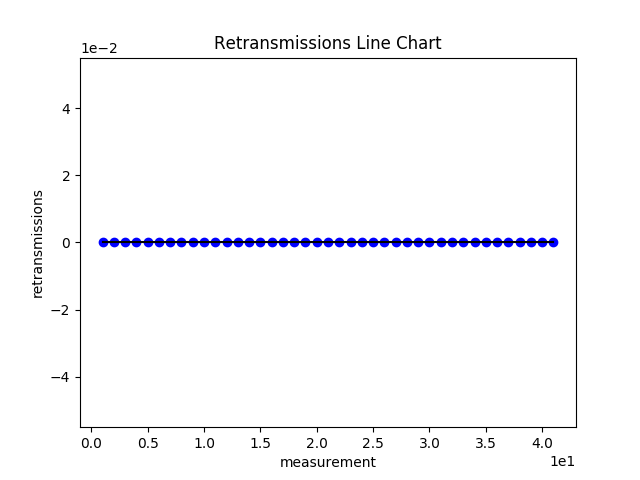 Retransmissions Line Chart
1e−2
4
2
0
−2
−4
retransmissions
0.0 0.5 1.0 1.5 2.0 2.5 3.0 3.5 4.0
1e1
measurement